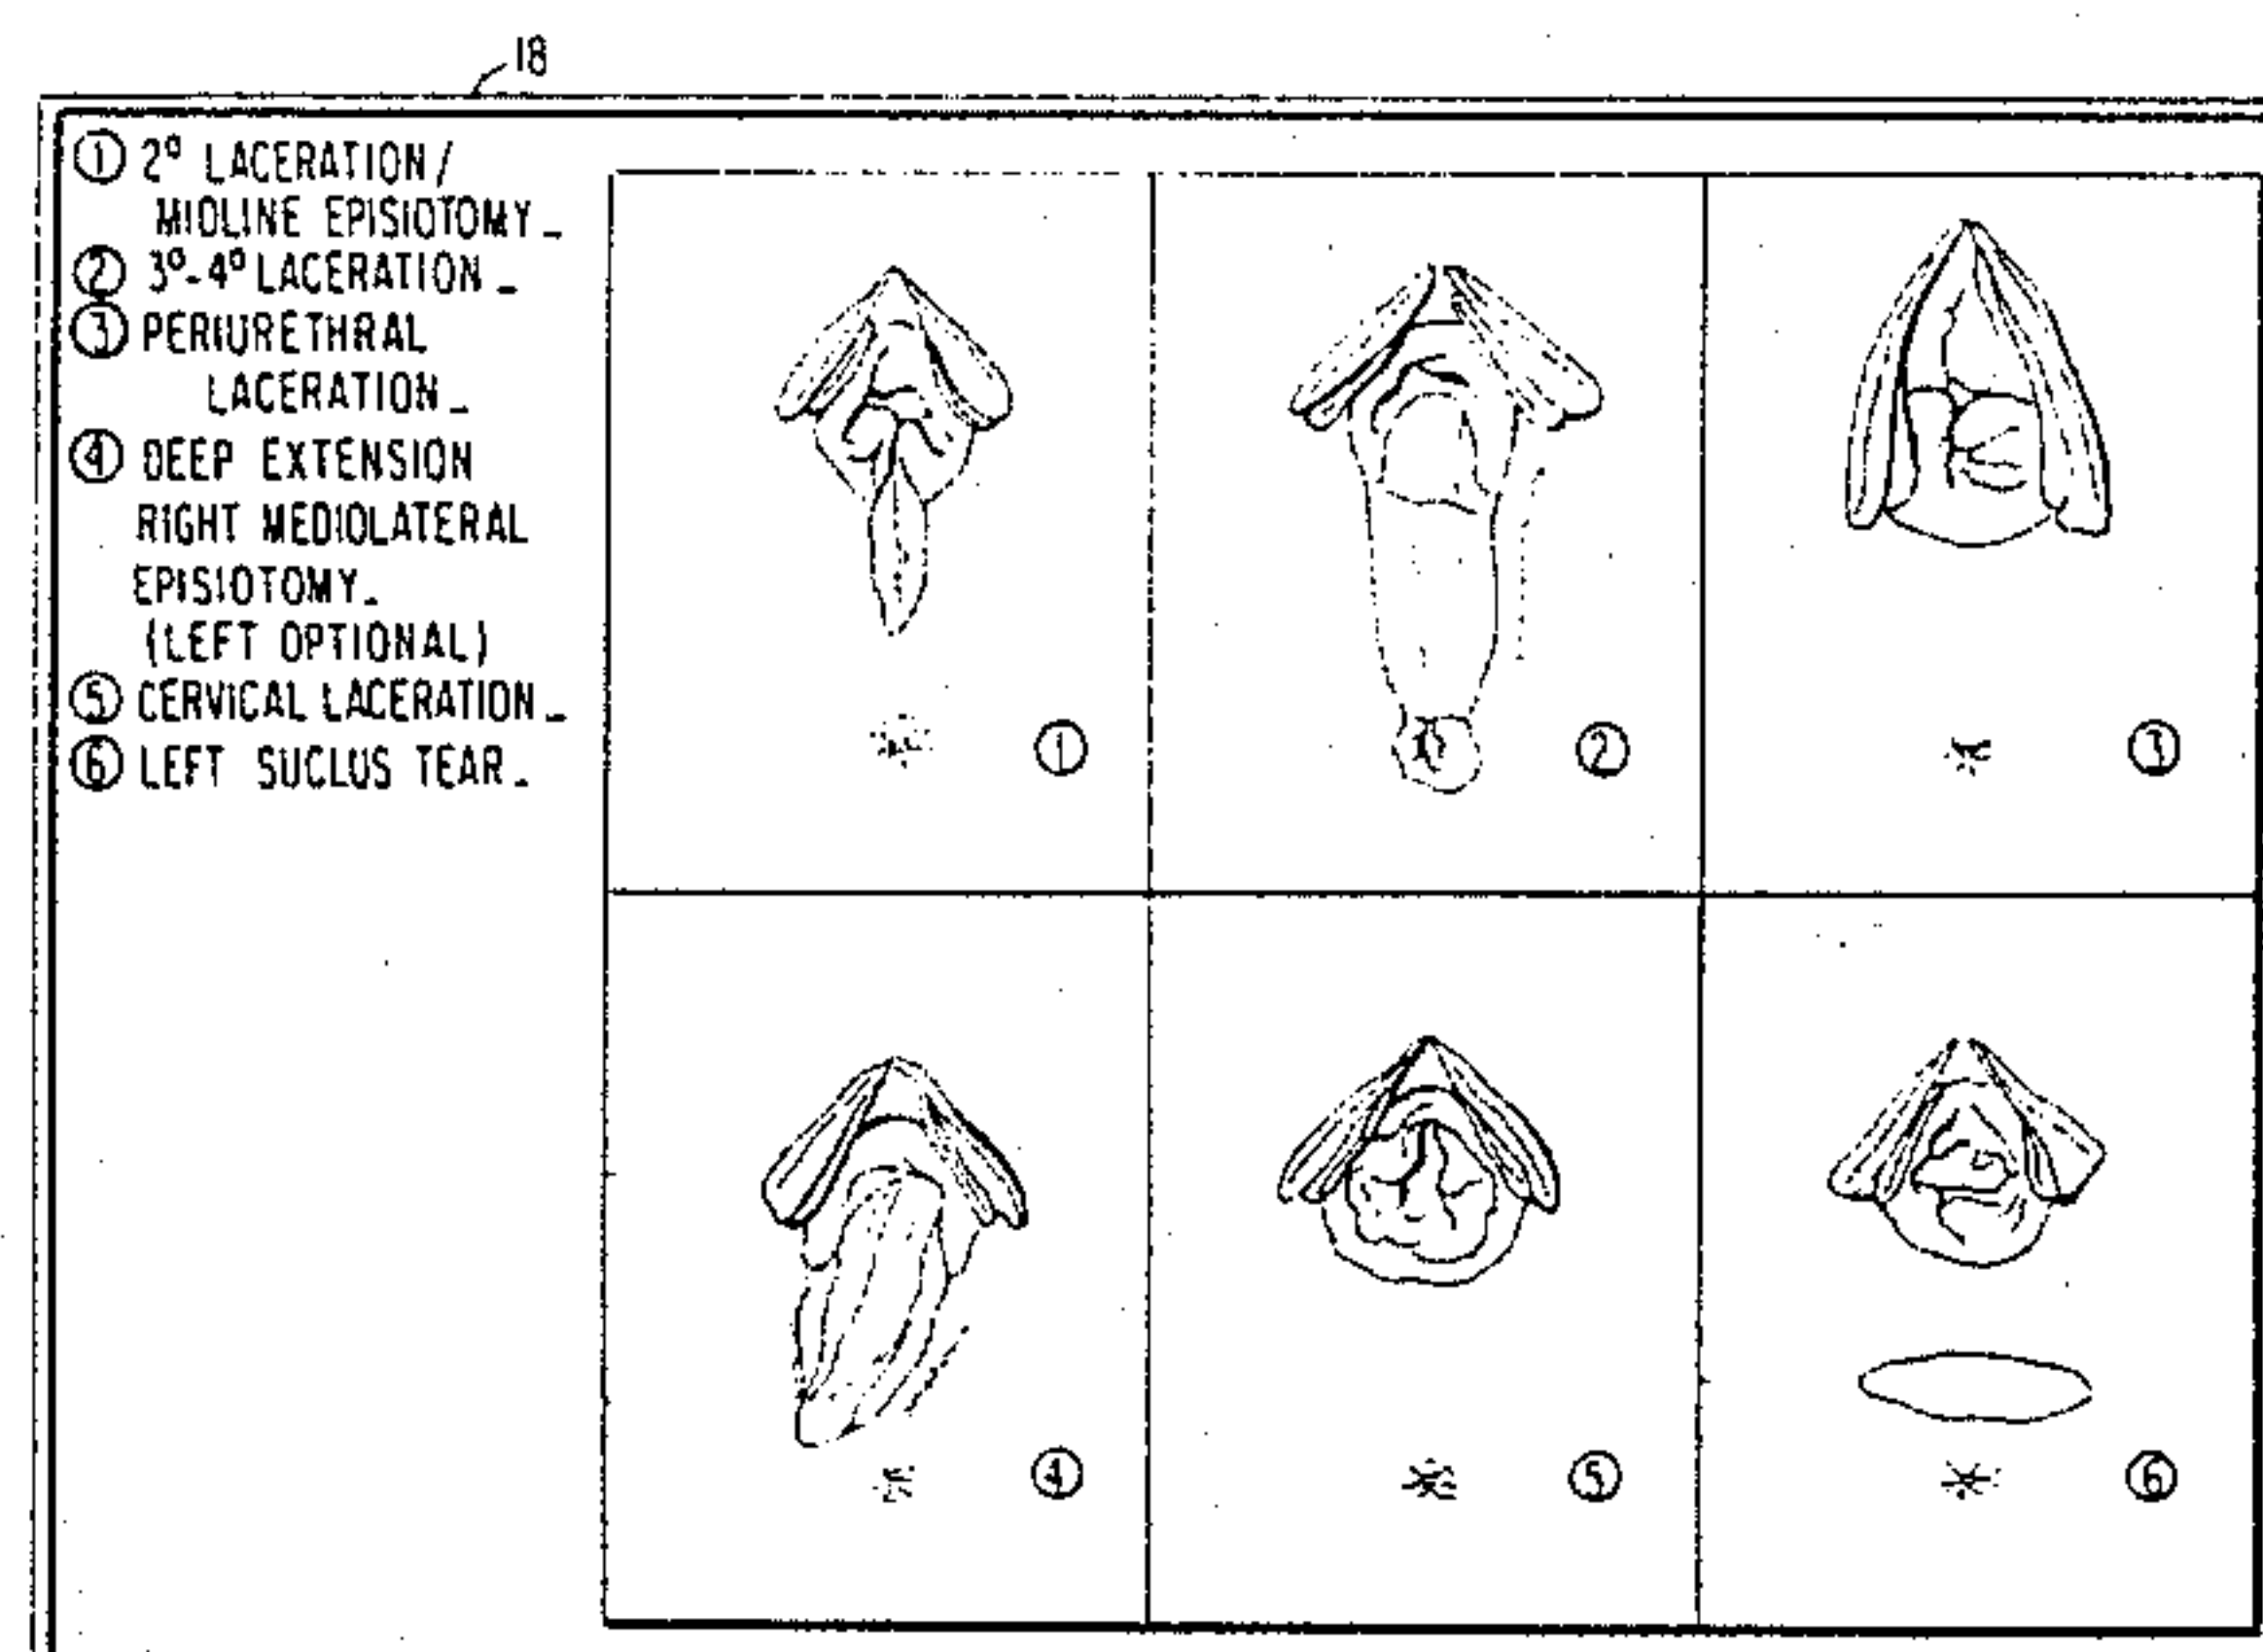 18
① 2° LACERATION/
MIOLINE EPISIOTOMY_
② 3°-4° LACERATION_
③ PERIURETHRAL
LACERATION_
④ DEEP EXTENSION
RIGHT MEDIOLATERAL
EPISIOTOMY_
(LEFT OPTIONAL)
⑤ CERVICAL LACERATION_
⑥ LEFT SUCLUS TEAR_
① ② ③
④ ⑤ ⑥